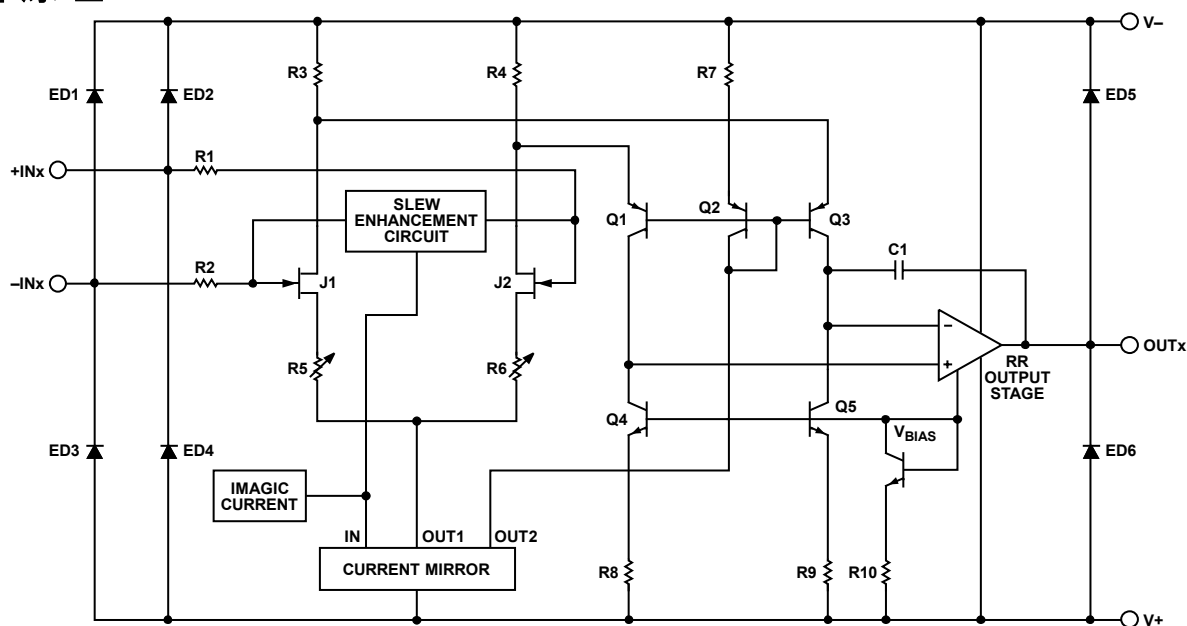 V–
R3
R4
R7
ED1
ED2
ED5
+INx
R1
SLEW
ENHANCEMENT
CIRCUIT
Q1
Q2
Q3
C1
–INx
R2
J1
J2
–
+
OUTx
RR
OUTPUT
STAGE
R5
R6
Q4
Q5
VBIAS
ED3
ED4
ED6
IMAGIC
CURRENT
IN
OUT1
OUT2
CURRENT MIRROR
R8
R9
R10
V+